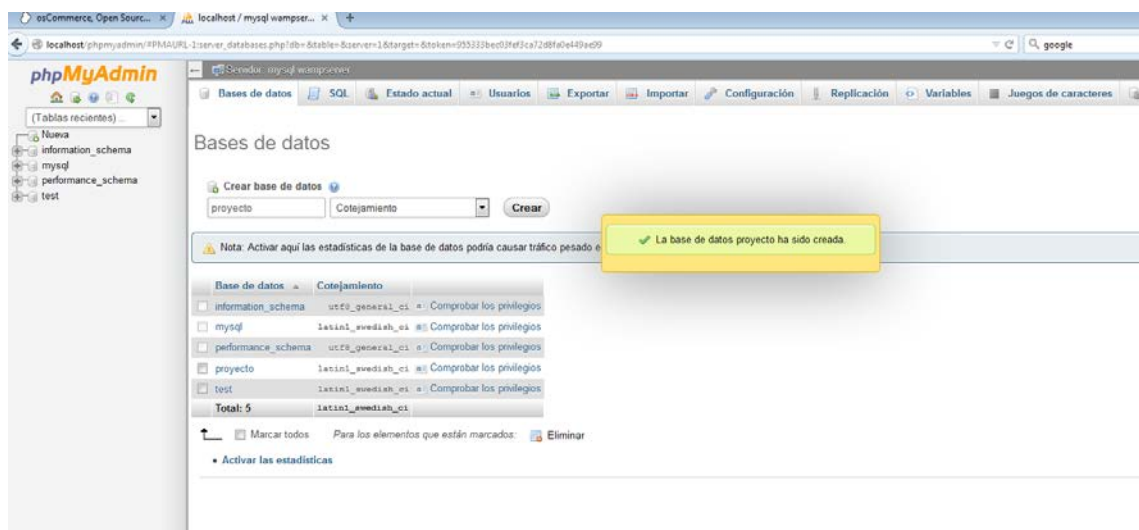 osCommerce, Open Sourc... × localhost / mysql wampser... × +
localhost/phpmyadmin/#PMAURL-1:server_databases.php?db=&table=&server=1&target=&token= google
phpMyAdmin
(Tablas recientes) ...
Nueva
information_schema
mysql
performance_schema
test
Servidor: mysql wampserver
Bases de datos SQL Estado actual Usuarios Exportar Importar Configuración Replicación Variables Juegos de caracteres
Bases de datos
Crear base de datos
proyecto Cotejamiento Crear
La base de datos proyecto ha sido creada.
Nota: Activar aquí las estadísticas de la base de datos podría causar tráfico pesado e
Base de datos Cotejamiento
information_schema utf8_general_ci Comprobar los privilegios
mysql latin1_swedish_ci Comprobar los privilegios
performance_schema utf8_general_ci Comprobar los privilegios
proyecto latin1_swedish_ci Comprobar los privilegios
test latin1_swedish_ci Comprobar los privilegios
Total: 5 latin1_swedish_ci
Marcar todos Para los elementos que están marcados: Eliminar
Activar las estadísticas